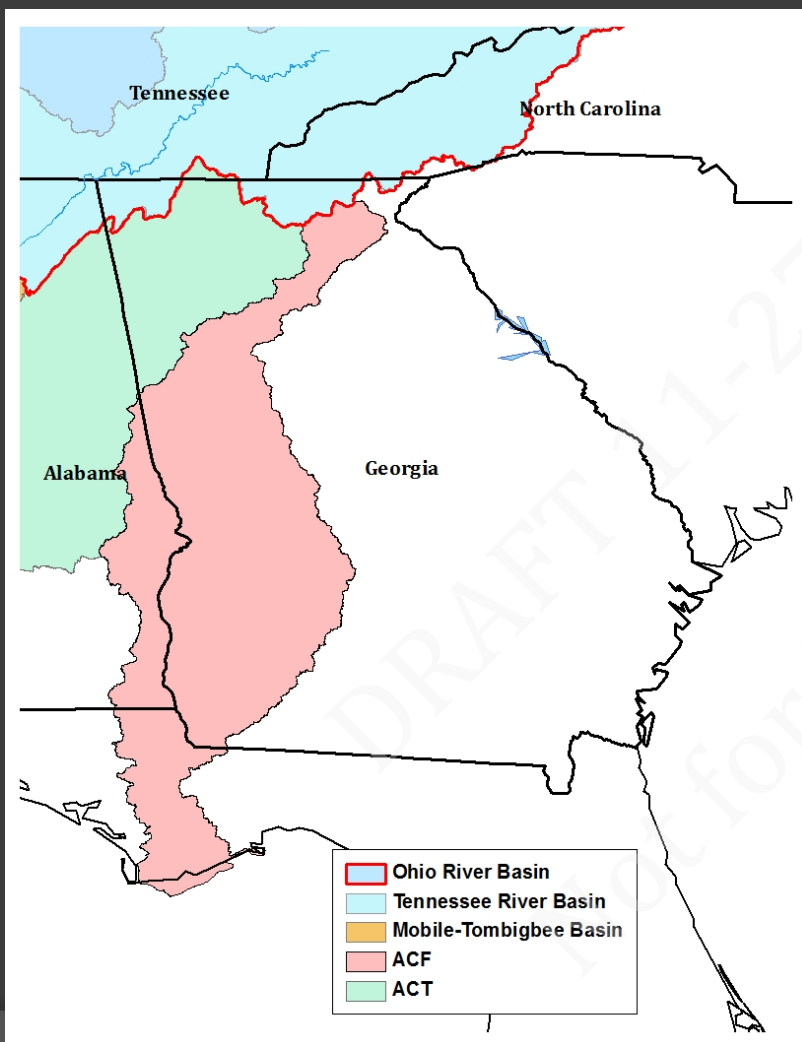 Tennessee
North Carolina
Alabama
Georgia
DRAFT 11-27
Not for
Ohio River Basin
Tennessee River Basin
Mobile-Tombigbee Basin
ACF
ACT